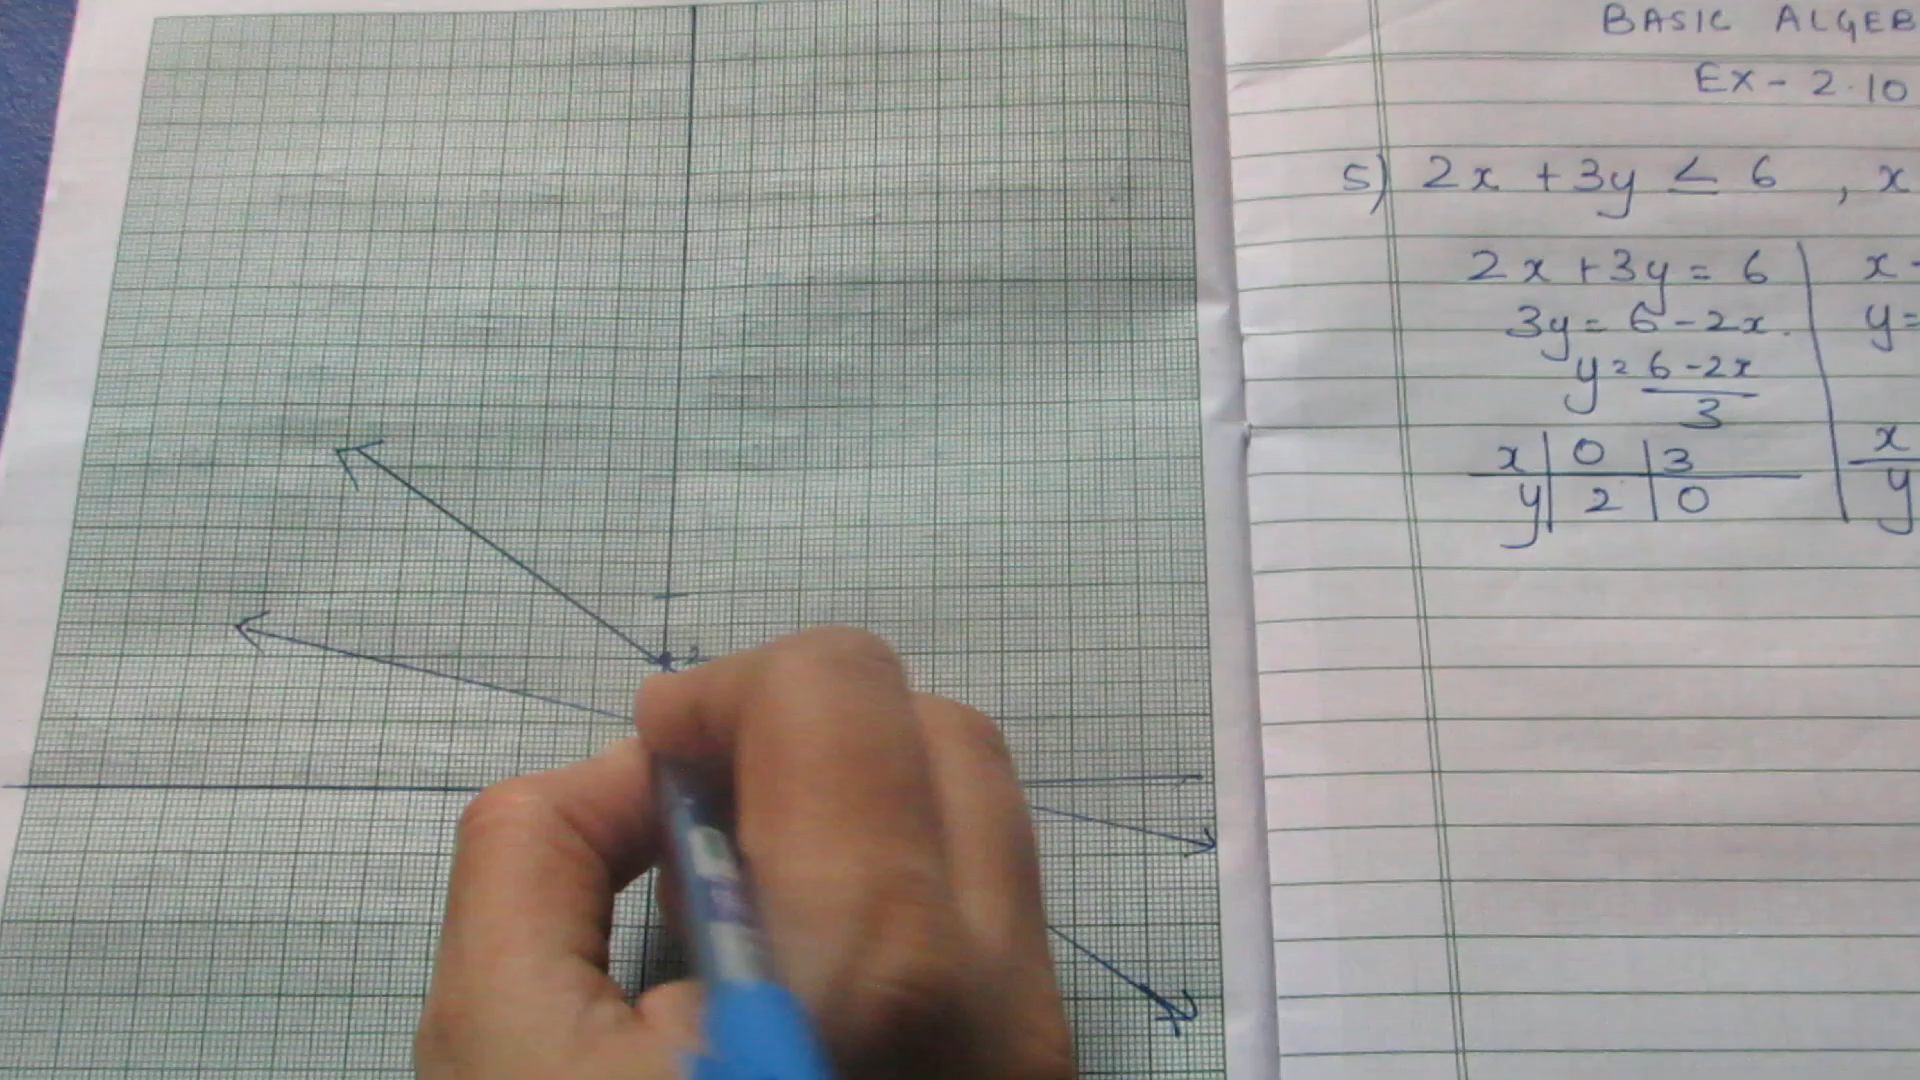 BASIC ALGEB
EX - 2.10
5) 2x + 3y ≤ 6 , x
2x + 3y = 6 | x -
3y = 6 - 2x. y =
y = 6 - 2x
3
x | 0 | 3 x
y | 2 | 0 y
2